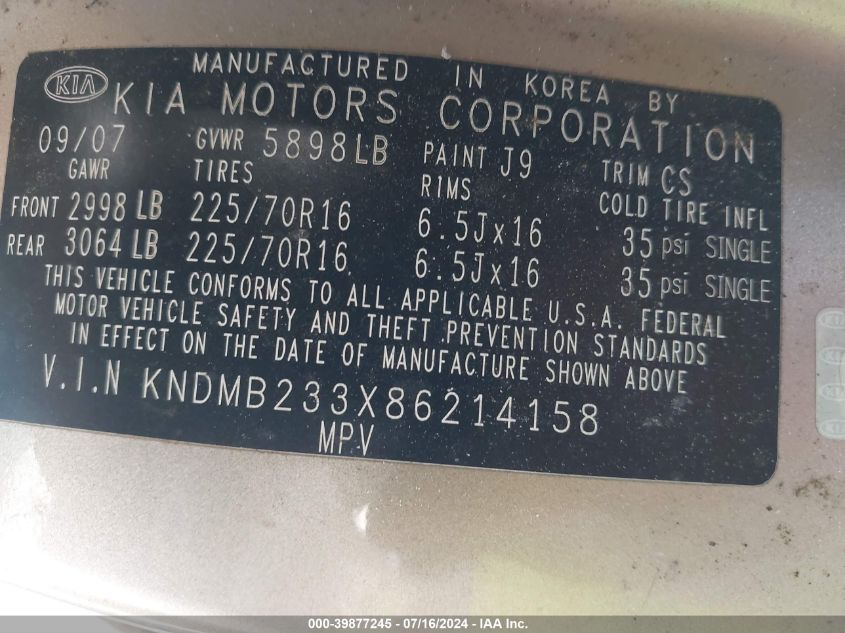 KIA
MANUFACTURED IN KOREA BY
KIA MOTORS CORPORATION
09/07 GVWR 5898LB PAINT J9 TRIM CS
GAWR TIRES RIMS COLD TIRE INFL
FRONT 2998 LB 225/70R16 6.5Jx16 35 psi SINGLE
REAR 3064 LB 225/70R16 6.5Jx16 35 psi SINGLE
THIS VEHICLE CONFORMS TO ALL APPLICABLE U.S.A. FEDERAL
MOTOR VEHICLE SAFETY AND THEFT PREVENTION STANDARDS
IN EFFECT ON THE DATE OF MANUFACTURE SHOWN ABOVE
V.I.N KNDMB233X86214158
MPV
000-39877245 - 07/16/2024 - IAA Inc.